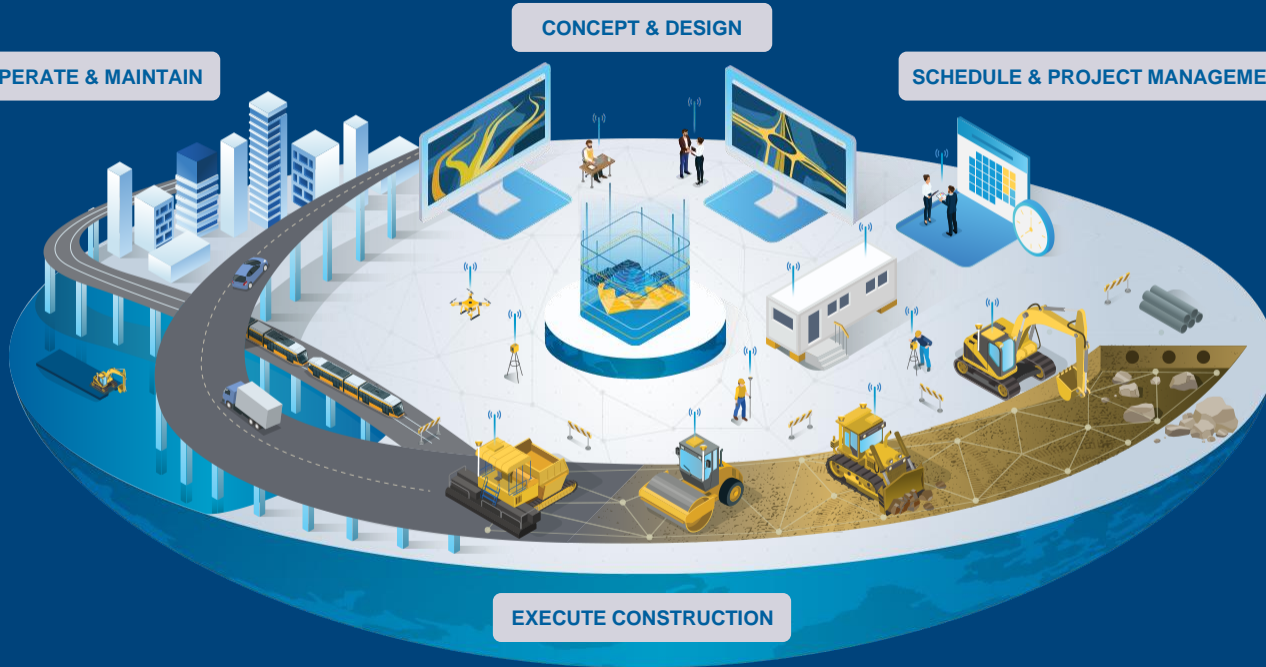 CONCEPT & DESIGN
PERATE & MAINTAIN
SCHEDULE & PROJECT MANAGEME
EXECUTE CONSTRUCTION